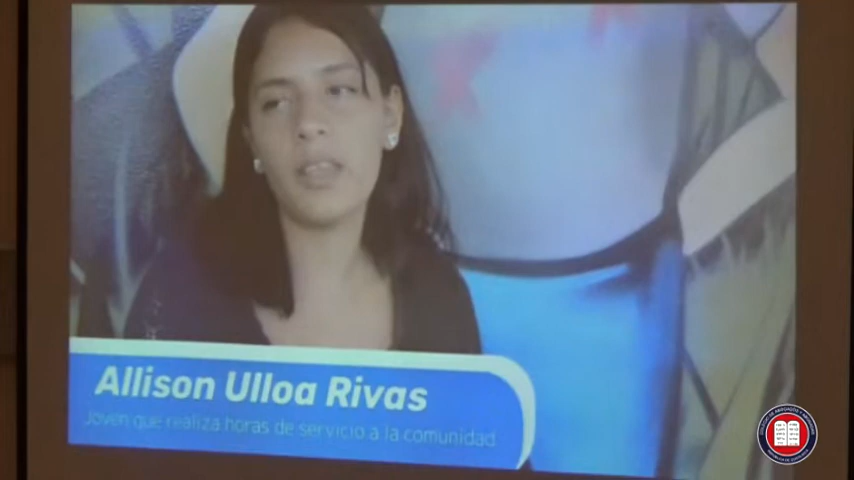 Allison Ulloa Rivas
Joven que realiza horas de servicio a la comunidad